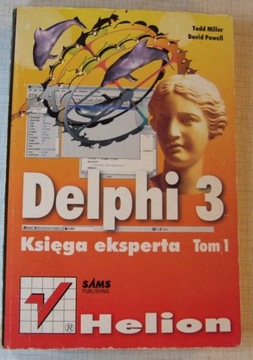 Todd Miller
David Powell
Delphi 3
Księga eksperta Tom 1
SAMS
PUBLISHING
®
Helion